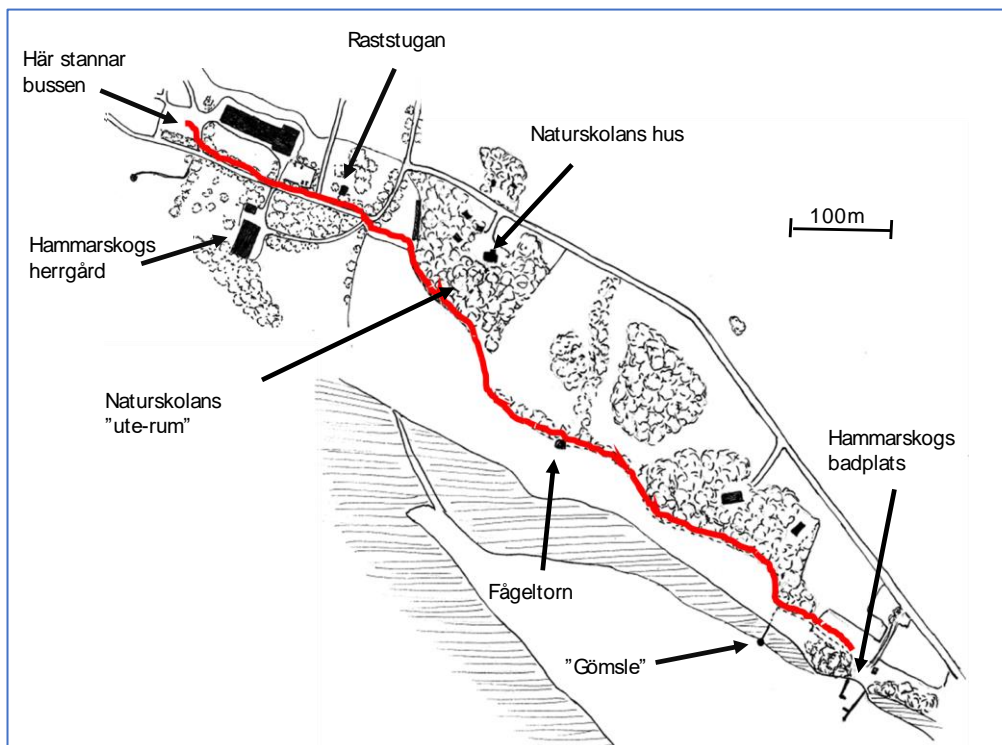 Raststugan
Här stannar
bussen
Naturskolans hus
100m
Hammarskogs
herrgård
Naturskolans
”ute-rum”
Hammarskogs
badplats
Fågeltorn
”Gömsle”